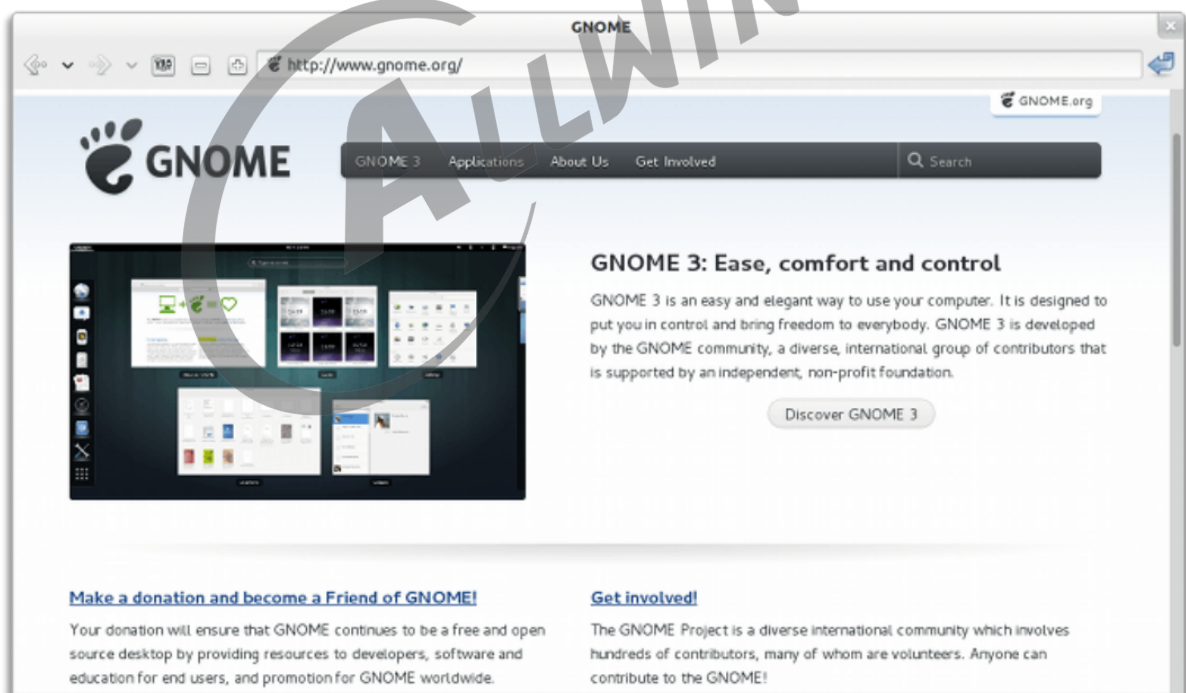 GNOME
http://www.gnome.org/
GNOME.org
GNOME
GNOME 3 Applications About Us Get Involved Search
ALLWIN
GNOME 3: Ease, comfort and control
GNOME 3 is an easy and elegant way to use your computer. It is designed to
put you in control and bring freedom to everybody. GNOME 3 is developed
by the GNOME community, a diverse, international group of contributors that
is supported by an independent, non-profit foundation.
Discover GNOME 3
Make a donation and become a Friend of GNOME!
Your donation will ensure that GNOME continues to be a free and open
source desktop by providing resources to developers, software and
education for end users, and promotion for GNOME worldwide.
Get involved!
The GNOME Project is a diverse international community which involves
hundreds of contributors, many of whom are volunteers. Anyone can
contribute to the GNOME!